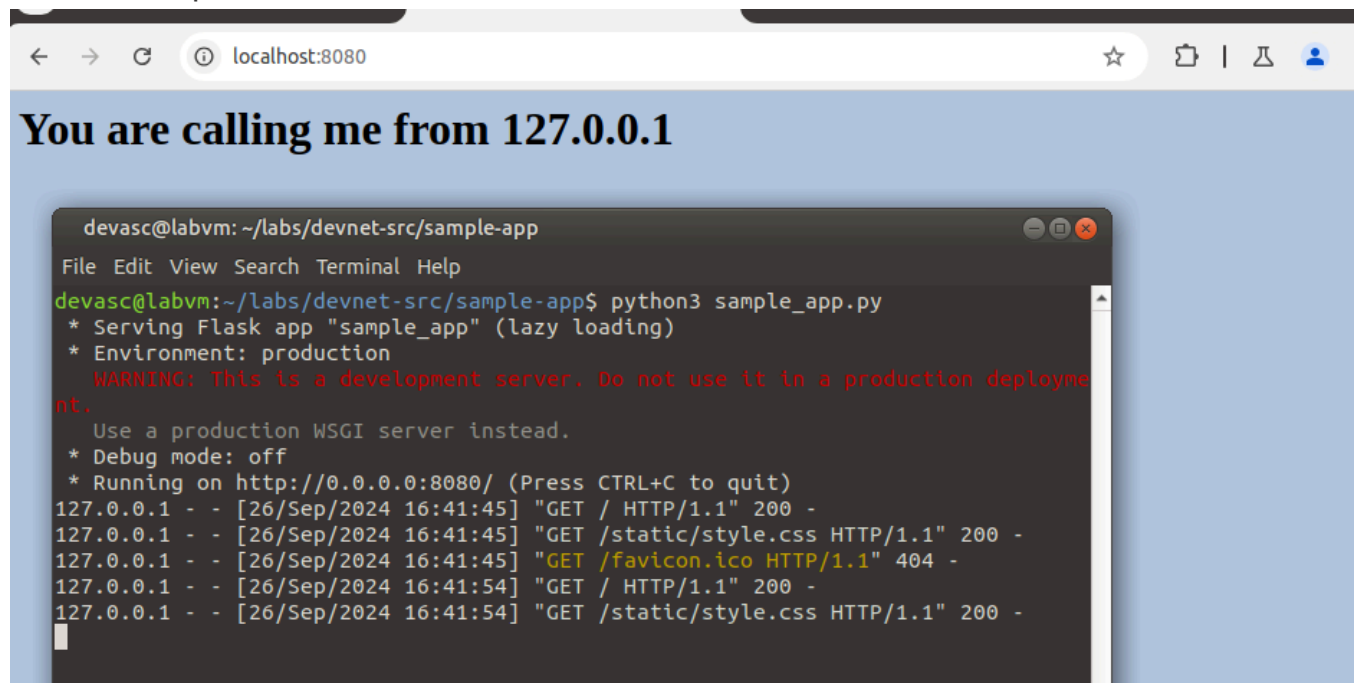 localhost:8080
You are calling me from 127.0.0.1
devasc@labvm: ~/labs/devnet-src/sample-app
File Edit View Search Terminal Help
devasc@labvm:~/labs/devnet-src/sample-app$ python3 sample_app.py
* Serving Flask app "sample_app" (lazy loading)
* Environment: production
WARNING: This is a development server. Do not use it in a production deployme
nt.
Use a production WSGI server instead.
* Debug mode: off
* Running on http://0.0.0.0:8080/ (Press CTRL+C to quit)
127.0.0.1 - - [26/Sep/2024 16:41:45] "GET / HTTP/1.1" 200 -
127.0.0.1 - - [26/Sep/2024 16:41:45] "GET /static/style.css HTTP/1.1" 200 -
127.0.0.1 - - [26/Sep/2024 16:41:45] "GET /favicon.ico HTTP/1.1" 404 -
127.0.0.1 - - [26/Sep/2024 16:41:54] "GET / HTTP/1.1" 200 -
127.0.0.1 - - [26/Sep/2024 16:41:54] "GET /static/style.css HTTP/1.1" 200 -